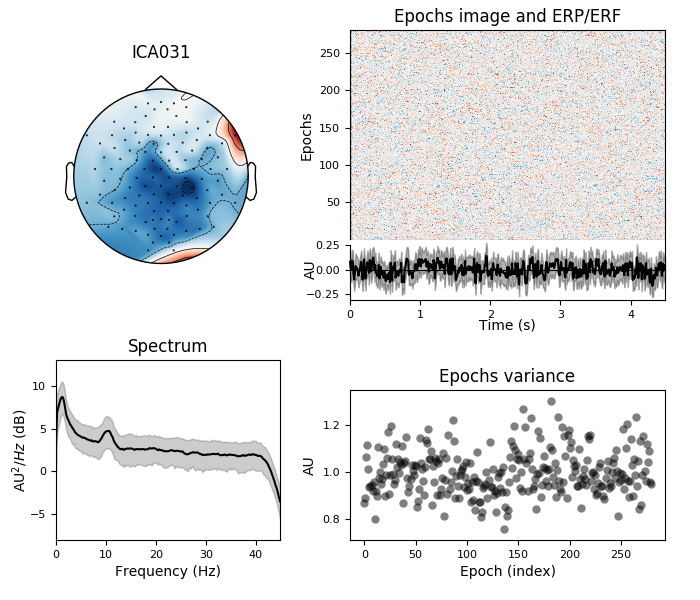 ICA031
Epochs image and ERP/ERF
Epochs
250
200
150
100
50
AU
0.25
0.00
−0.25
0 1 2 3 4
Time (s)
Spectrum
AU²/Hz (dB)
10
5
0
−5
0 10 20 30 40
Frequency (Hz)
Epochs variance
AU
1.2
1.0
0.8
0 50 100 150 200 250
Epoch (index)